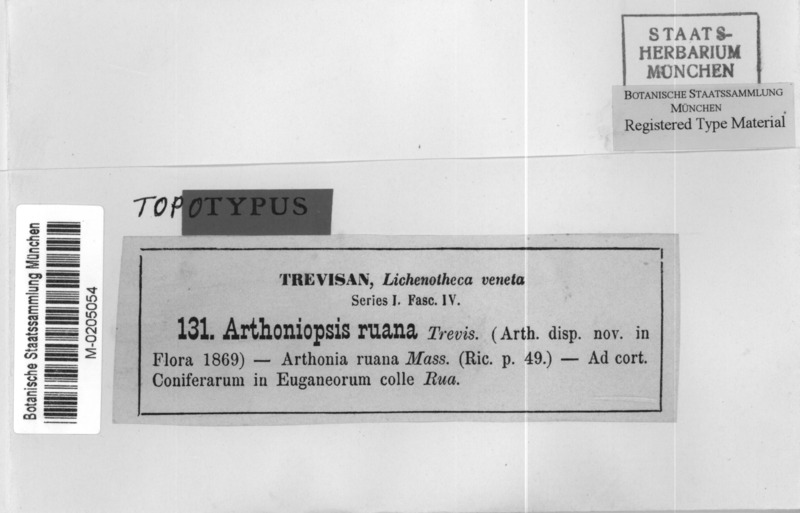 STAATS-
HERBARIUM
MÜNCHEN
BOTANISCHE STAATSSAMMLUNG
MÜNCHEN
Registered Type Material
TOPOTYPUS
Botanische Staatssammlung München
M-0205054
TREVISAN, Lichenotheca veneta
Series I. Fasc. IV.
131. Arthoniopsis ruana Trevis. (Arth. disp. nov. in
Flora 1869) — Arthonia ruana Mass. (Ric. p. 49.) — Ad cort.
Coniferarum in Euganeorum colle Rua.